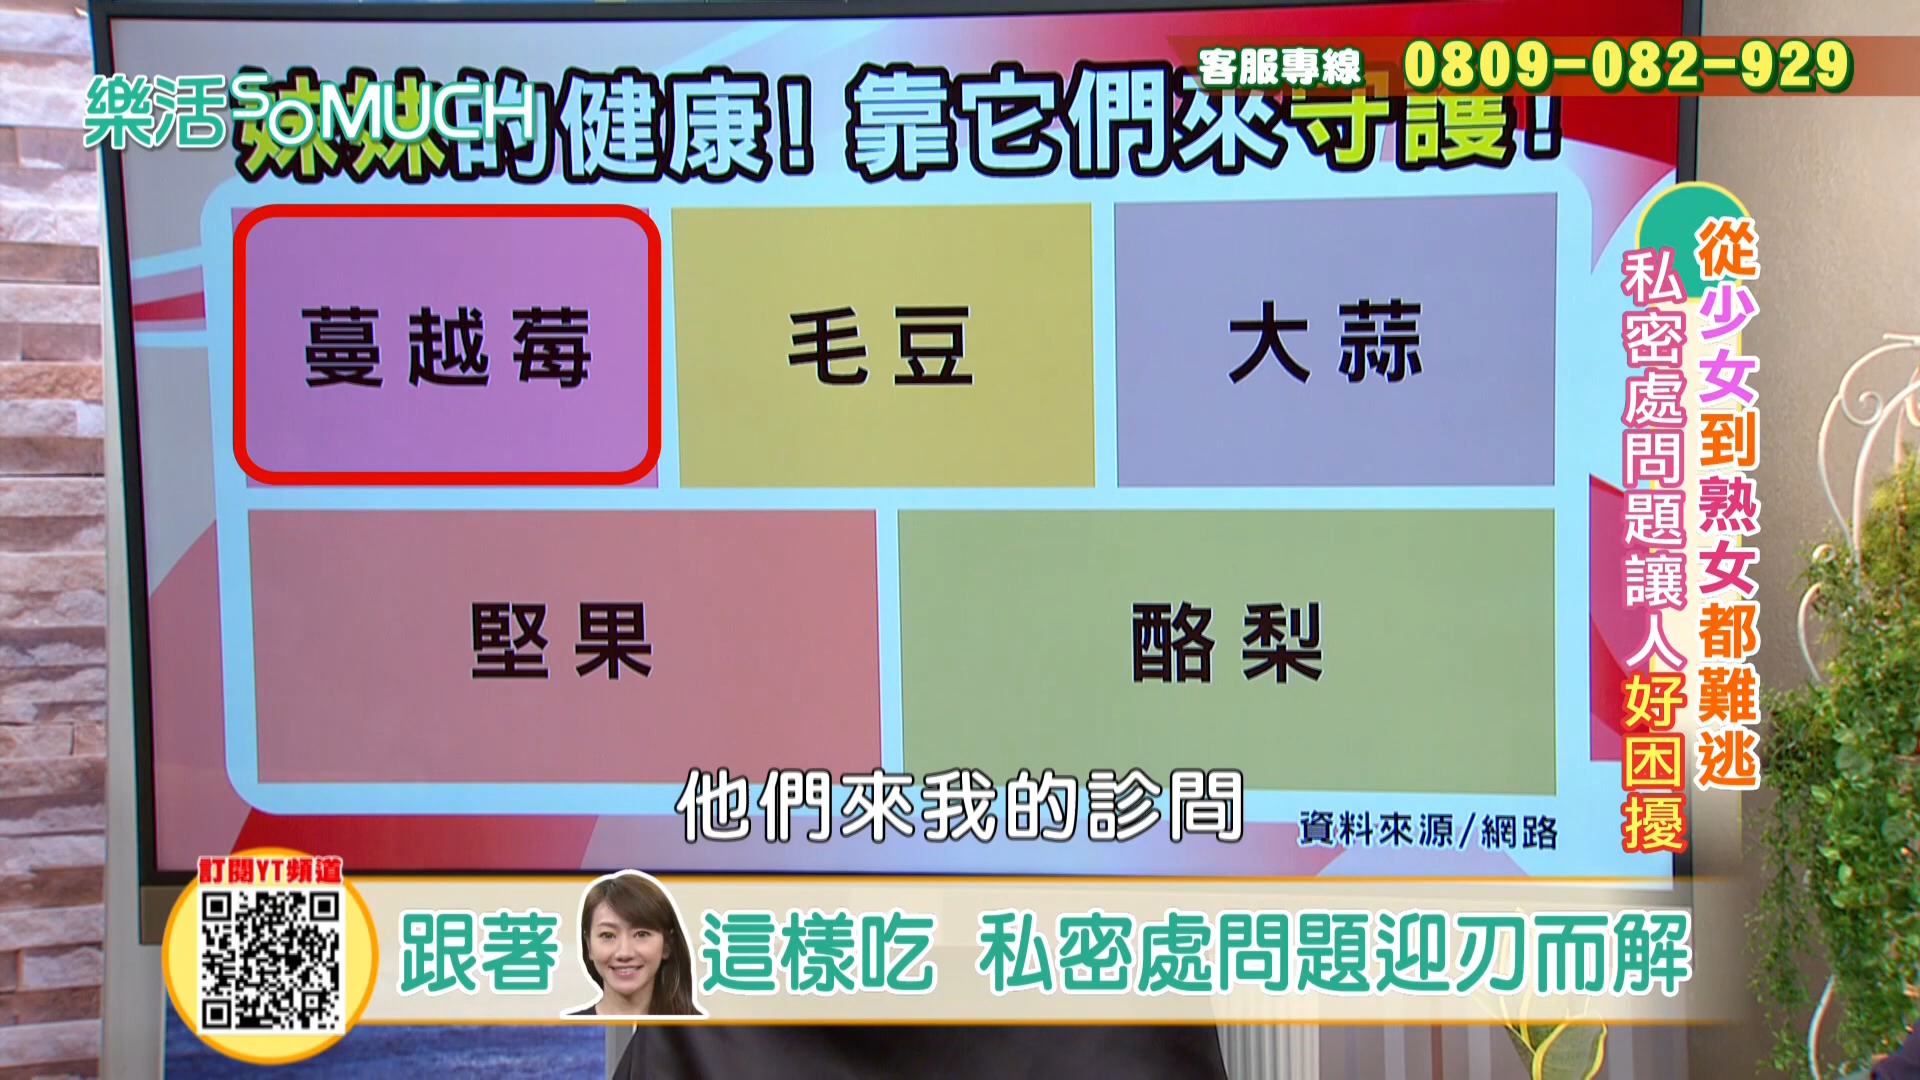 客服專線 0809-082-929
樂活SOMUCH
妹妹的健康！靠它們來守護！
蔓越莓
毛豆
大蒜
堅果
酪梨
從少女到熟女都難逃
私密處問題讓人好困擾
他們來我的診間
資料來源/網路
訂閱YT頻道
跟著 這樣吃 私密處問題迎刃而解